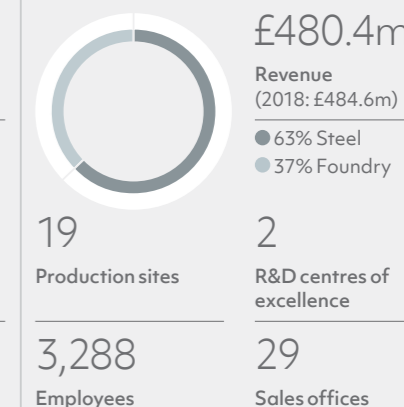 £480.4m
Revenue
(2018: £484.6m)
63% Steel
37% Foundry
19
Production sites
2
R&D centres of
excellence
3,288
Employees
29
Sales offices